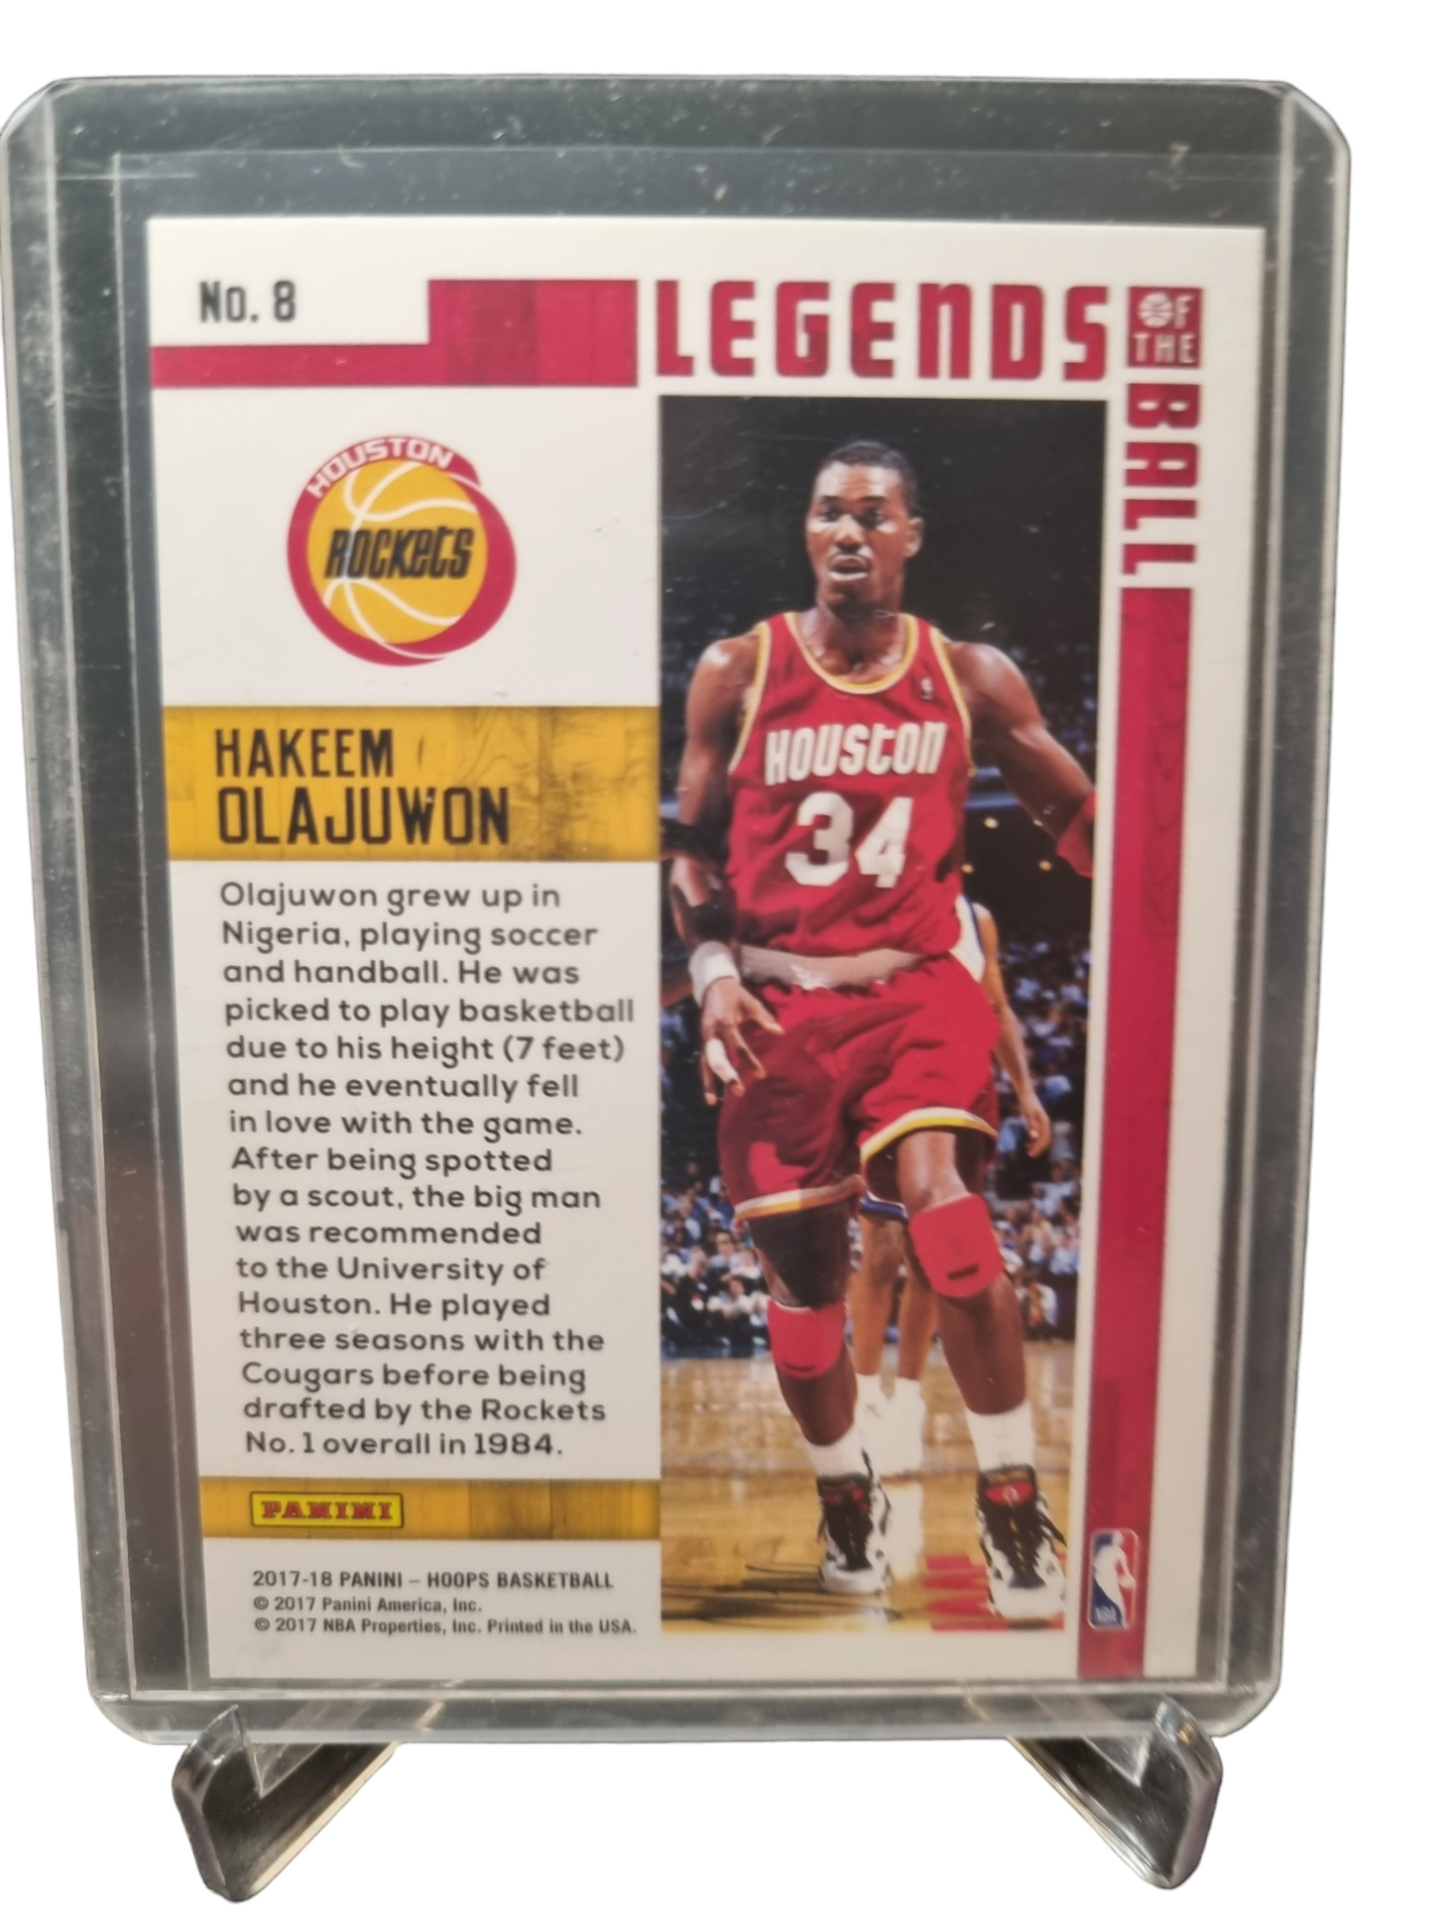 No. 8
LEGENDS
OF
THE
BALL
HOUSTON
ROCKETS
HAKEEM
OLAJUWON
Olajuwon grew up in
Nigeria, playing soccer
and handball. He was
picked to play basketball
due to his height (7 feet)
and he eventually fell
in love with the game.
After being spotted
by a scout, the big man
was recommended
to the University of
Houston. He played
three seasons with the
Cougars before being
drafted by the Rockets
No. 1 overall in 1984.
HOUSTON
34
PANINI
2017-18 PANINI – HOOPS BASKETBALL
© 2017 Panini America, Inc.
© 2017 NBA Properties, Inc. Printed in the USA.
NBA